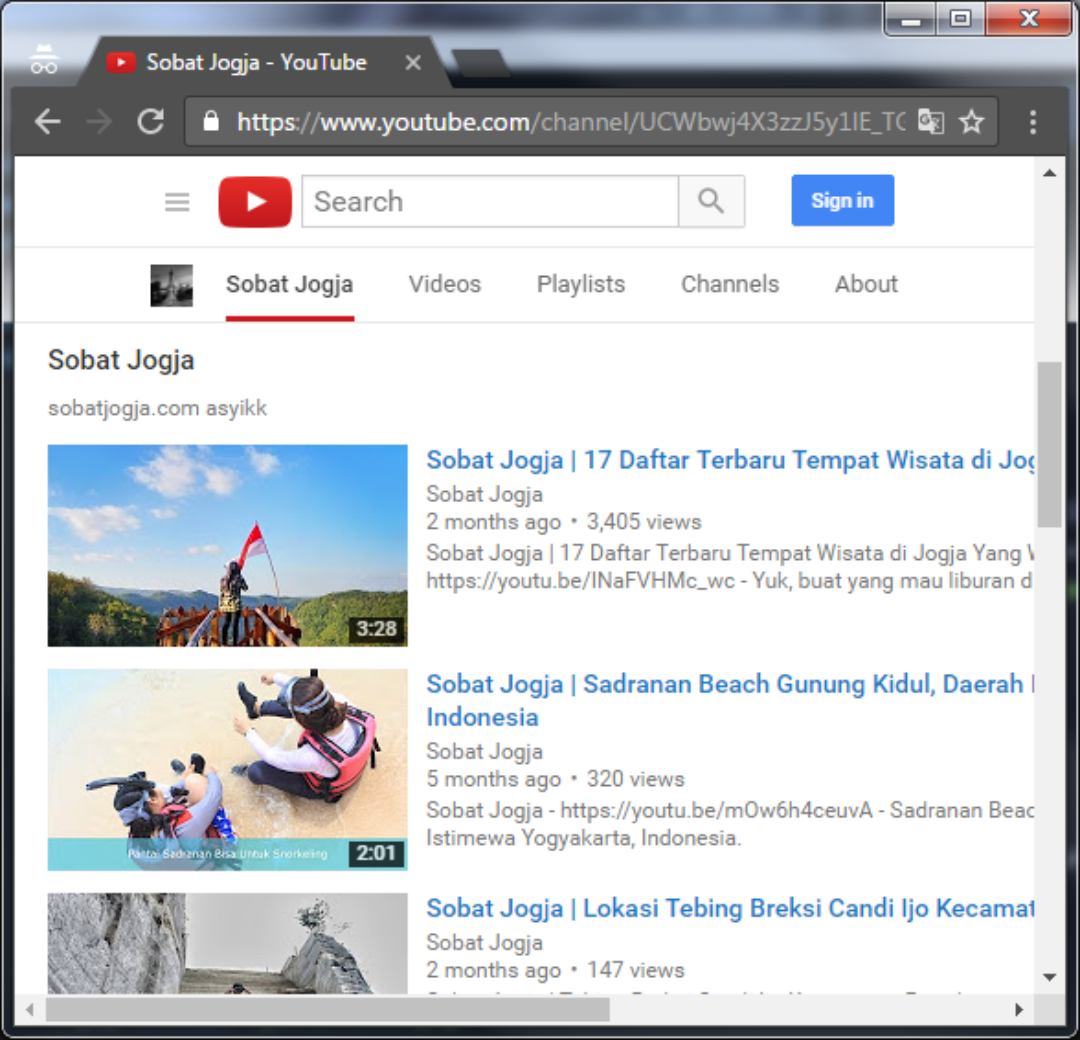 Sobat Jogja - YouTube
https://www.youtube.com/channel/UCWbwj4X3zzJ5y1lE_TC
Search
Sign in
Sobat Jogja Videos Playlists Channels About
Sobat Jogja
sobatjogja.com asyikk
3:28
Sobat Jogja | 17 Daftar Terbaru Tempat Wisata di Jog
Sobat Jogja
2 months ago • 3,405 views
Sobat Jogja | 17 Daftar Terbaru Tempat Wisata di Jogja Yang
https://youtu.be/INaFVHMc_wc - Yuk, buat yang mau liburan d
Pantai Sadranan Bisa Untuk Snorkeling
2:01
Sobat Jogja | Sadranan Beach Gunung Kidul, Daerah
Indonesia
Sobat Jogja
5 months ago • 320 views
Sobat Jogja - https://youtu.be/mOw6h4ceuvA - Sadranan Beac
Istimewa Yogyakarta, Indonesia.
Sobat Jogja | Lokasi Tebing Breksi Candi Ijo Kecamat
Sobat Jogja
2 months ago • 147 views